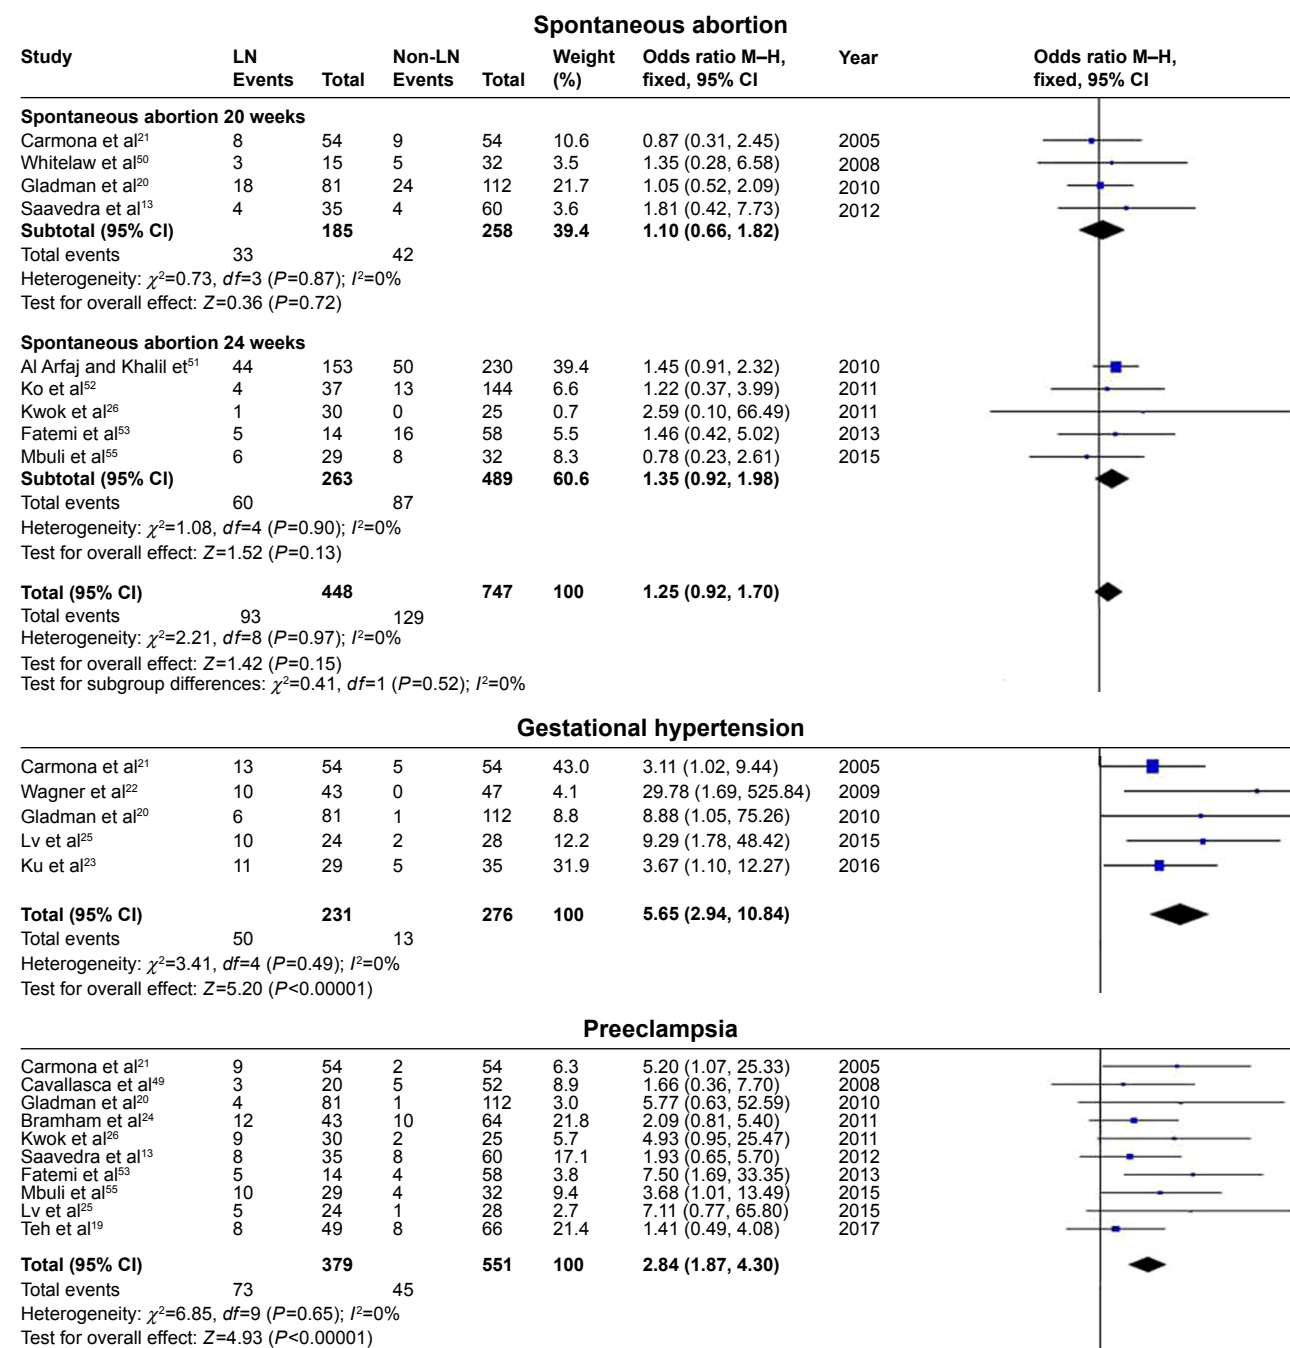 Spontaneous abortion
Study LN Non-LN Weight Odds ratio M–H, Year Odds ratio M–H,
Events Total Events Total (%) fixed, 95% CI fixed, 95% CI
Spontaneous abortion 20 weeks
Carmona et al21 8 54 9 54 10.6 0.87 (0.31, 2.45) 2005
Whitelaw et al50 3 15 5 32 3.5 1.35 (0.28, 6.58) 2008
Gladman et al20 18 81 24 112 21.7 1.05 (0.52, 2.09) 2010
Saavedra et al13 4 35 4 60 3.6 1.81 (0.42, 7.73) 2012
Subtotal (95% CI) 185 258 39.4 1.10 (0.66, 1.82)
Total events 33 42
Heterogeneity: χ2=0.73, df=3 (P=0.87); I2=0%
Test for overall effect: Z=0.36 (P=0.72)
Spontaneous abortion 24 weeks
Al Arfaj and Khalil et51 44 153 50 230 39.4 1.45 (0.91, 2.32) 2010
Ko et al52 4 37 13 144 6.6 1.22 (0.37, 3.99) 2011
Kwok et al26 1 30 0 25 0.7 2.59 (0.10, 66.49) 2011
Fatemi et al53 5 14 16 58 5.5 1.46 (0.42, 5.02) 2013
Mbuli et al55 6 29 8 32 8.3 0.78 (0.23, 2.61) 2015
Subtotal (95% CI) 263 489 60.6 1.35 (0.92, 1.98)
Total events 60 87
Heterogeneity: χ2=1.08, df=4 (P=0.90); I2=0%
Test for overall effect: Z=1.52 (P=0.13)
Total (95% CI) 448 747 100 1.25 (0.92, 1.70)
Total events 93 129
Heterogeneity: χ2=2.21, df=8 (P=0.97); I2=0%
Test for overall effect: Z=1.42 (P=0.15)
Test for subgroup differences: χ2=0.41, df=1 (P=0.52); I2=0%
Gestational hypertension
Carmona et al21 13 54 5 54 43.0 3.11 (1.02, 9.44) 2005
Wagner et al22 10 43 0 47 4.1 29.78 (1.69, 525.84) 2009
Gladman et al20 6 81 1 112 8.8 8.88 (1.05, 75.26) 2010
Lv et al25 10 24 2 28 12.2 9.29 (1.78, 48.42) 2015
Ku et al23 11 29 5 35 31.9 3.67 (1.10, 12.27) 2016
Total (95% CI) 231 276 100 5.65 (2.94, 10.84)
Total events 50 13
Heterogeneity: χ2=3.41, df=4 (P=0.49); I2=0%
Test for overall effect: Z=5.20 (P<0.00001)
Preeclampsia
Carmona et al21 9 54 2 54 6.3 5.20 (1.07, 25.33) 2005
Cavallasca et al49 3 20 5 52 8.9 1.66 (0.36, 7.70) 2008
Gladman et al20 4 81 1 112 3.0 5.77 (0.63, 52.59) 2010
Bramham et al24 12 43 10 64 21.8 2.09 (0.81, 5.40) 2011
Kwok et al26 9 30 2 25 5.7 4.93 (0.95, 25.47) 2011
Saavedra et al13 8 35 8 60 17.1 1.93 (0.65, 5.70) 2012
Fatemi et al53 5 14 4 58 3.8 7.50 (1.69, 33.35) 2013
Mbuli et al55 10 29 4 32 9.4 3.68 (1.01, 13.49) 2015
Lv et al25 5 24 1 28 2.7 7.11 (0.77, 65.80) 2015
Teh et al19 8 49 8 66 21.4 1.41 (0.49, 4.08) 2017
Total (95% CI) 379 551 100 2.84 (1.87, 4.30)
Total events 73 45
Heterogeneity: χ2=6.85, df=9 (P=0.65); I2=0%
Test for overall effect: Z=4.93 (P<0.00001)